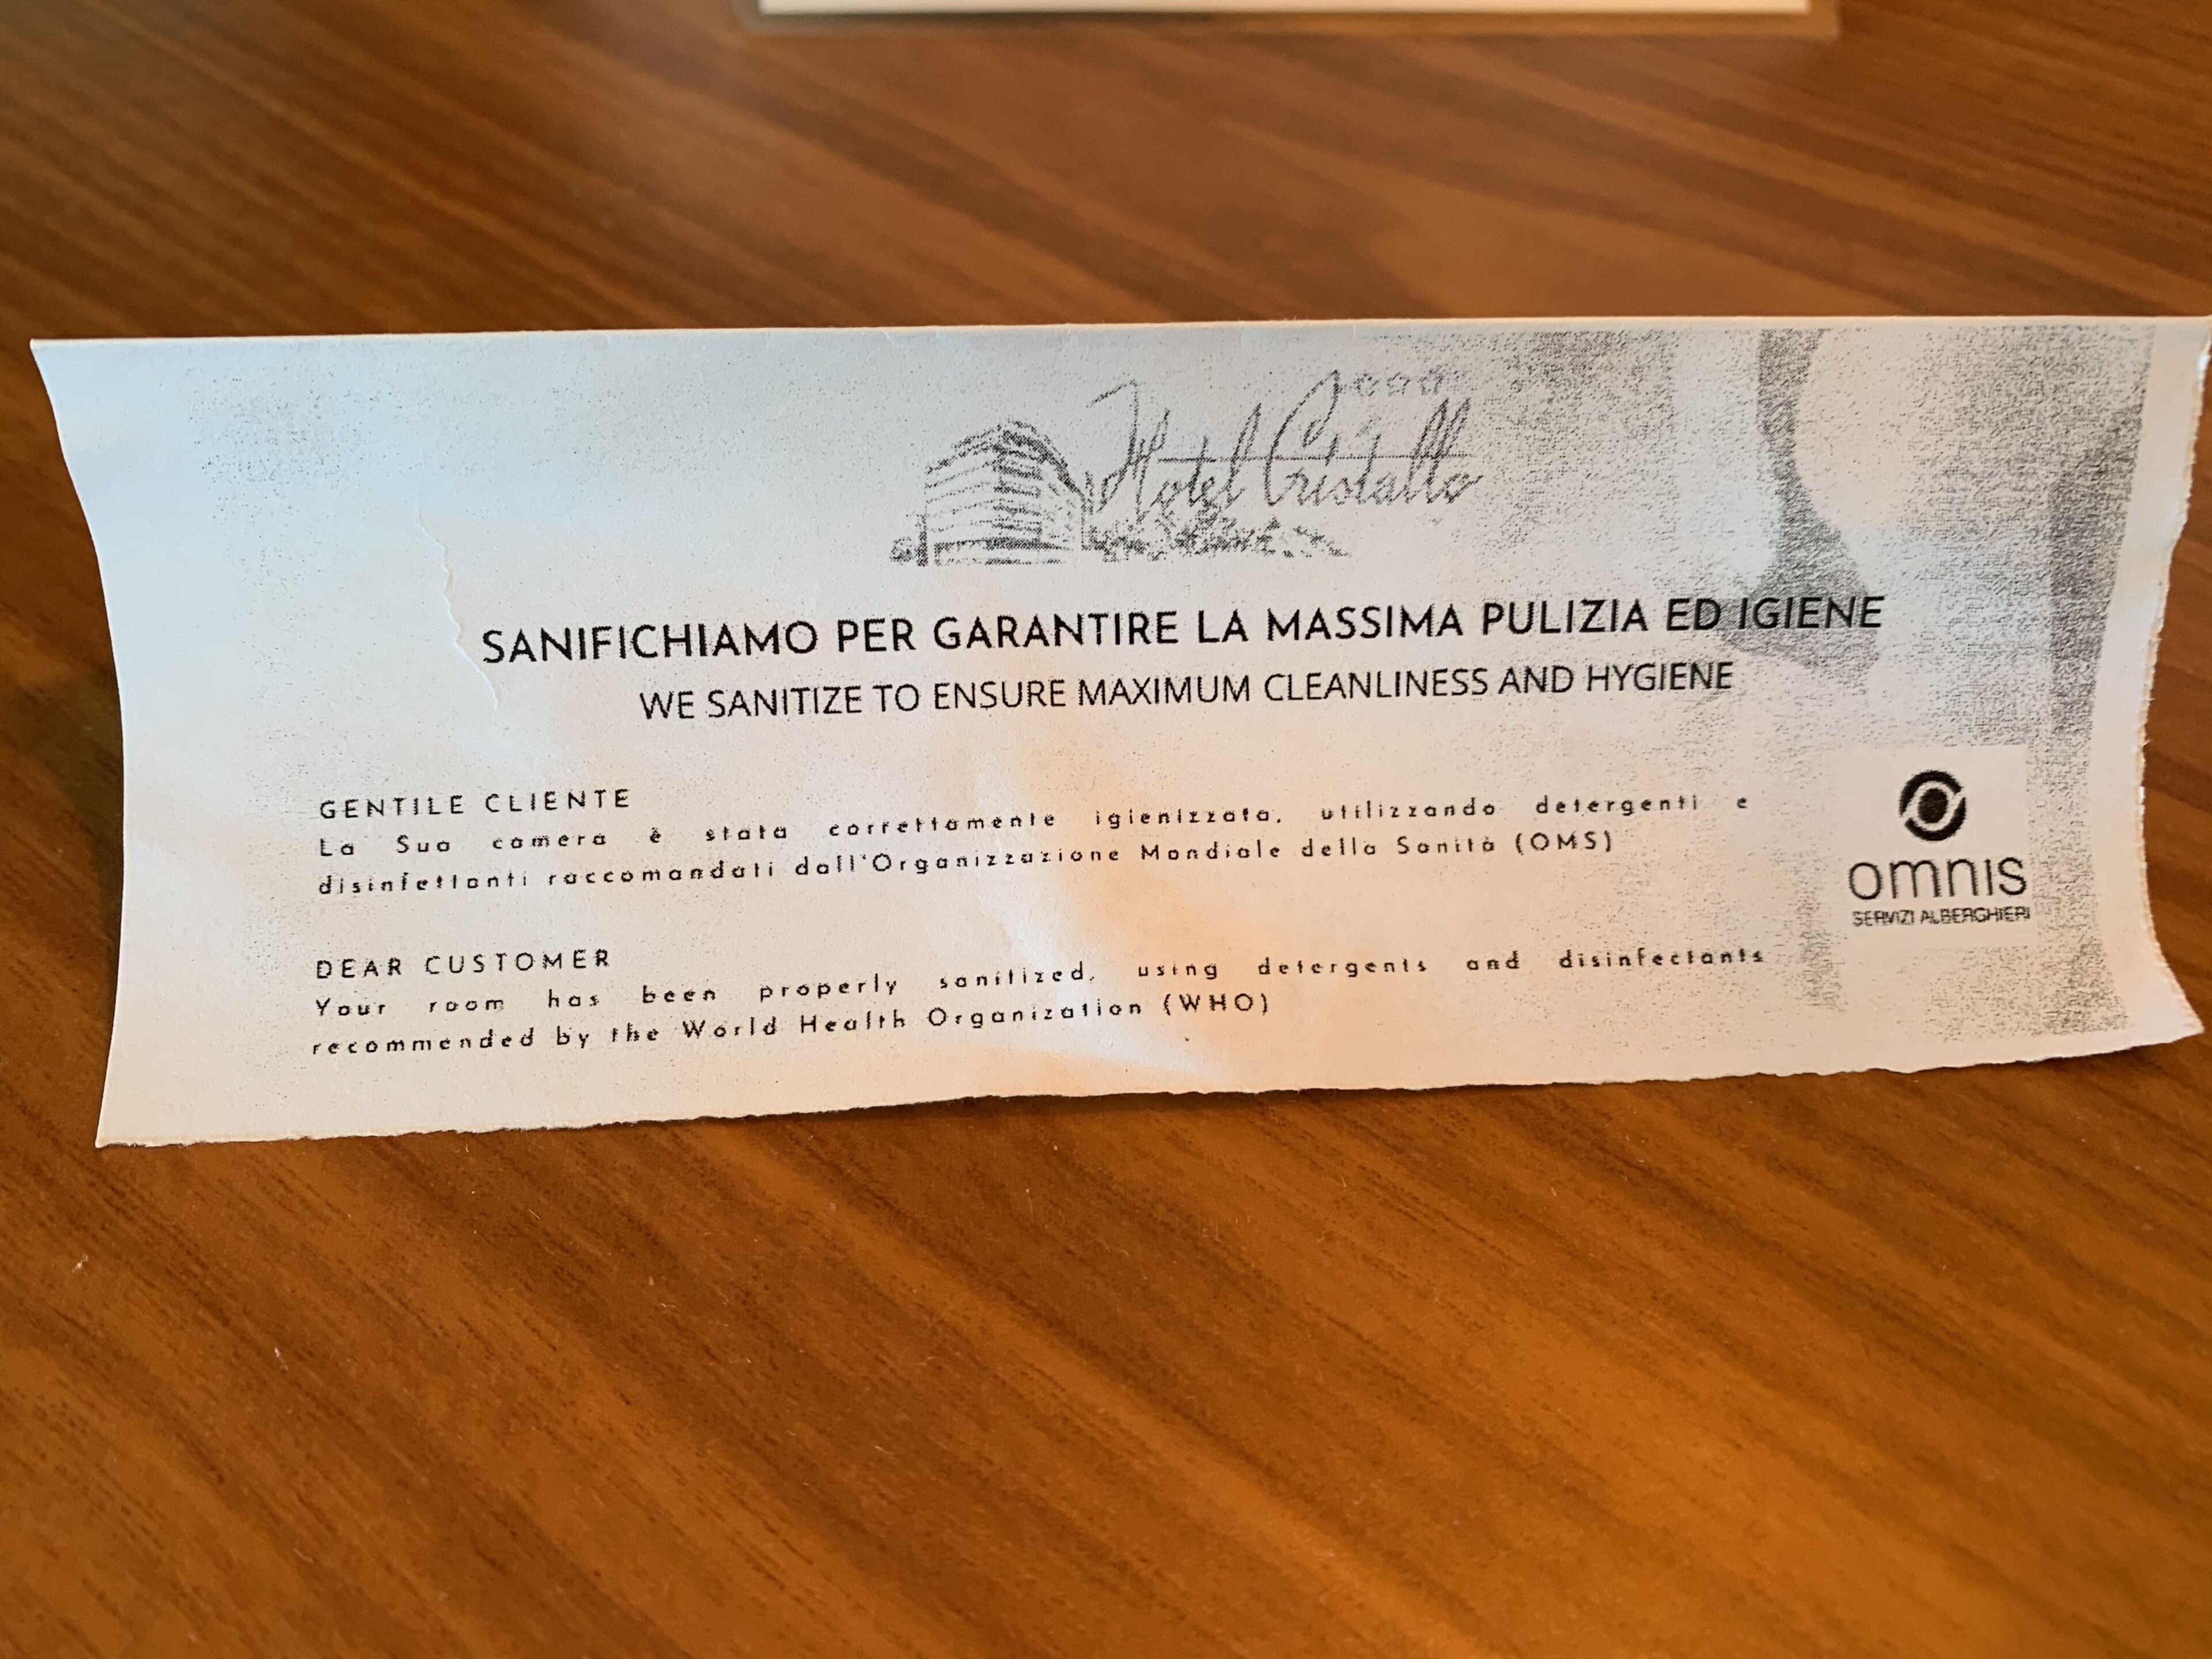 Hotel Cristallo
SANIFICHIAMO PER GARANTIRE LA MASSIMA PULIZIA ED IGIENE
WE SANITIZE TO ENSURE MAXIMUM CLEANLINESS AND HYGIENE
GENTILE CLIENTE
La Sua camera è stata correttamente igienizzata, utilizzando detergenti e
disinfettanti raccomandati dall'Organizzazione Mondiale della Sanità (OMS)
DEAR CUSTOMER
Your room has been properly sanitized, using detergents and disinfectants
recommended by the World Health Organization (WHO)
omnis
SERVIZI ALBERGHIERI